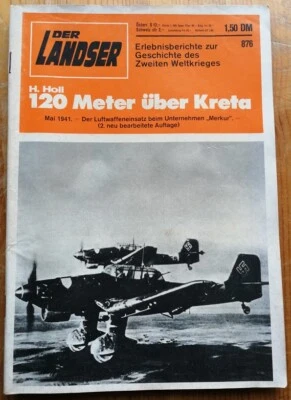 DER
LANDSER
1,50 DM
Erlebnisberichte zur
Geschichte des
Zweiten Weltkrieges
876
H. Holl
120 Meter über Kreta
Mai 1941. — Der Luftwaffeneinsatz beim Unternehmen „Merkur“. —
(2. neu bearbeitete Auflage)